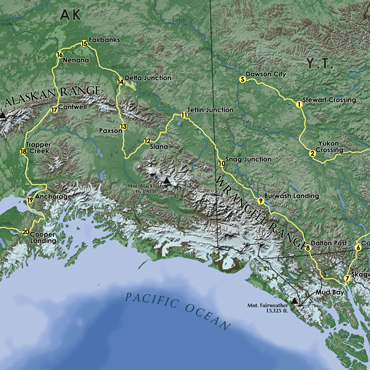 AK
Fairbanks
15
16
Nenana
Y. T.
Dawson City
5
14
Delta Junction
ALASKAN RANGE
Stewart Crossing
1
17
Cantwell
Tetlin Junction
11
Paxson
13
12
Slana
Yukon
Crossing
2
18
Trapper
Creek
Snag Junction
10
WRANGELL RANGE
19
Anchorage
9
Burwash Landing
20
Cooper
Landing
Dalton Post
8
6
7
Mud Bay
PACIFIC OCEAN
Mnt. Fairweather
15,325 ft.